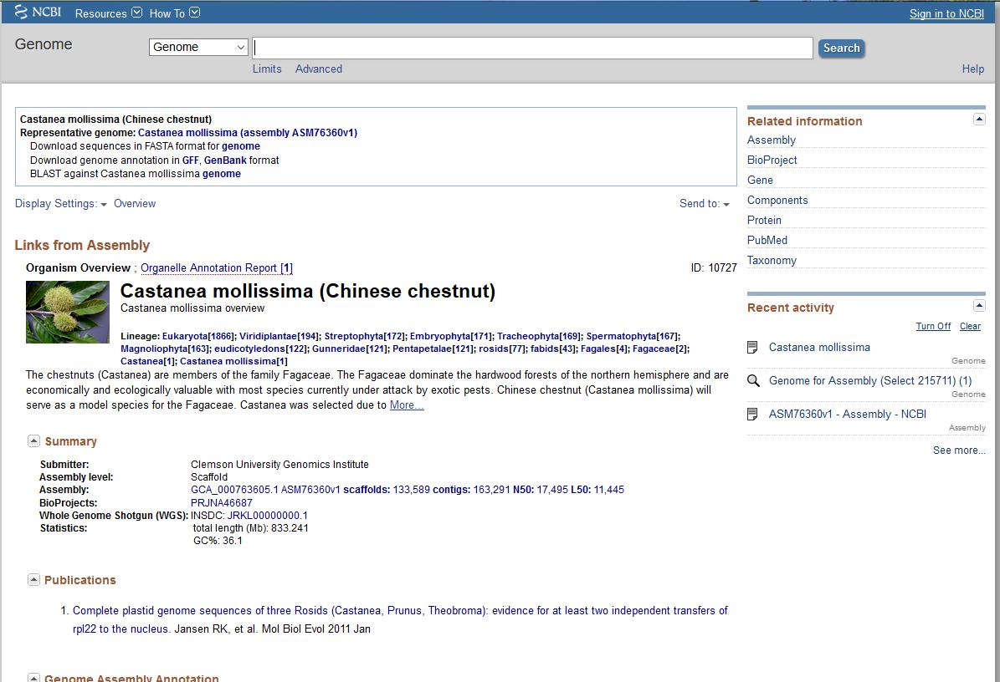 NCBI Resources How To Sign in to NCBI
Genome Genome Search
Limits Advanced Help
Castanea mollissima (Chinese chestnut)
Representative genome: Castanea mollissima (assembly ASM76360v1)
Download sequences in FASTA format for genome
Download genome annotation in GFF, GenBank format
BLAST against Castanea mollissima genome
Display Settings: Overview Send to:
Links from Assembly
Organism Overview ; Organelle Annotation Report [1] ID: 10727
Castanea mollissima (Chinese chestnut)
Castanea mollissima overview
Lineage: Eukaryota[1866]; Viridiplantae[194]; Streptophyta[172]; Embryophyta[171]; Tracheophyta[169]; Spermatophyta[167];
Magnoliophyta[163]; eudicotyledons[122]; Gunneridae[121]; Pentapetalae[121]; rosids[77]; fabids[43]; Fagales[4]; Fagaceae[2];
Castanea[1]; Castanea mollissima[1]
The chestnuts (Castanea) are members of the family Fagaceae. The Fagaceae dominate the hardwood forests of the northern hemisphere and are
economically and ecologically valuable with most species currently under attack by exotic pests. Chinese chestnut (Castanea mollissima) will
serve as a model species for the Fagaceae. Castanea was selected due to More...
Summary
Submitter: Clemson University Genomics Institute
Assembly level: Scaffold
Assembly: GCA_000763605.1 ASM76360v1 scaffolds: 133,589 contigs: 163,291 N50: 17,495 L50: 11,445
BioProjects: PRJNA46687
Whole Genome Shotgun (WGS): INSDC: JRKL00000000.1
Statistics: total length (Mb): 833.241
GC%: 36.1
Publications
1. Complete plastid genome sequences of three Rosids (Castanea, Prunus, Theobroma): evidence for at least two independent transfers of
rpl22 to the nucleus. Jansen RK, et al. Mol Biol Evol 2011 Jan
Genome Assembly Annotation
Related information
Assembly
BioProject
Gene
Components
Protein
PubMed
Taxonomy
Recent activity
Turn Off Clear
Castanea mollissima
Genome
Genome for Assembly (Select 215711) (1)
Genome
ASM76360v1 - Assembly - NCBI
Assembly
See more...